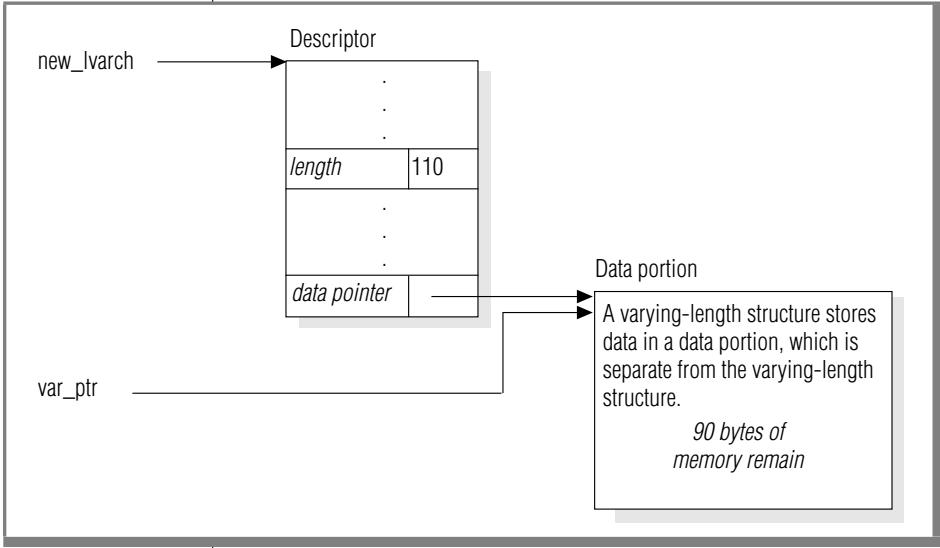 Descriptor
new_lvarch
.
.
.
length 110
.
.
.
data pointer
Data portion
A varying-length structure stores
data in a data portion, which is
separate from the varying-length
structure.
var_ptr
90 bytes of
memory remain